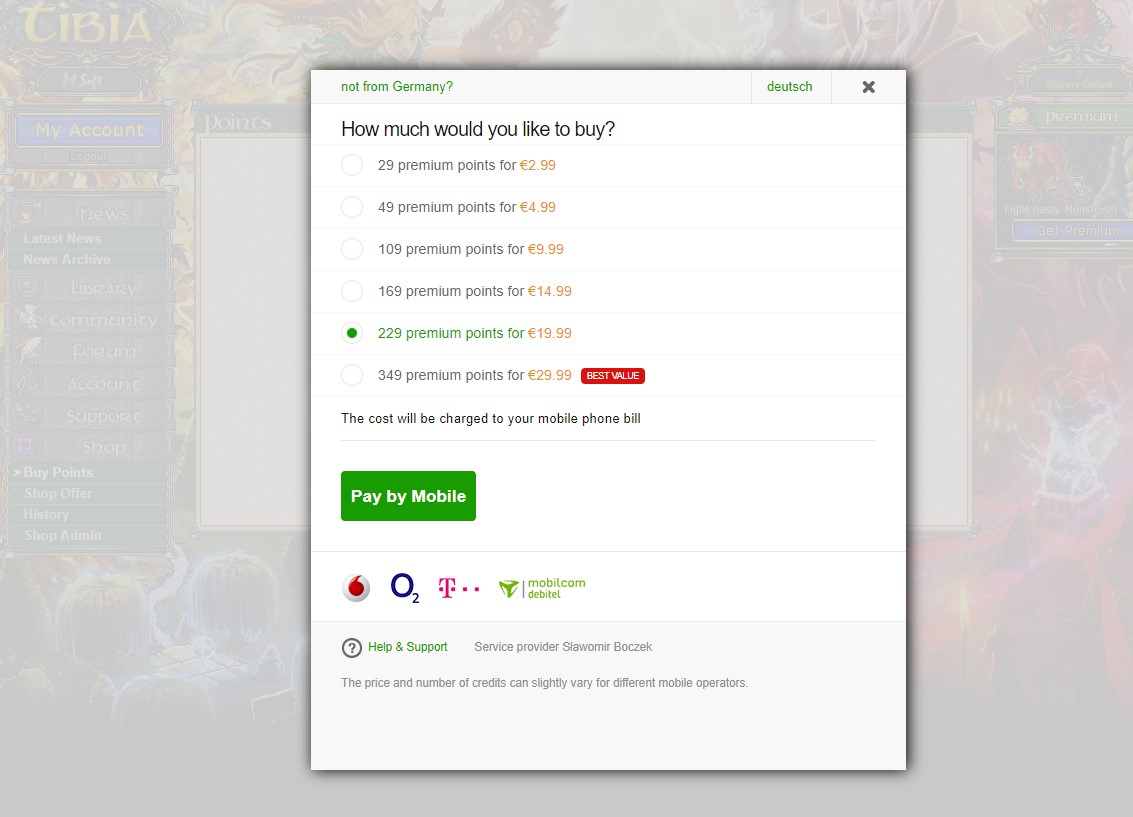 TIBIA
MSoft
My Account
Logout
News
Latest News
News Archive
Library
Community
Forum
Account
Support
Shop
➤Buy Points
Shop Offer
History
Shop Admin
Points
not from Germany?
deutsch
✖
How much would you like to buy?
29 premium points for €2.99
49 premium points for €4.99
109 premium points for €9.99
169 premium points for €14.99
229 premium points for €19.99
349 premium points for €29.99 BEST VALUE
The cost will be charged to your mobile phone bill
Pay by Mobile
O2
T
mobilcom
debitel
? Help & Support
Service provider Sławomir Boczek
The price and number of credits can slightly vary for different mobile operators.
Players Online
Premium
Fight nasty Monsters!!
Get Premium